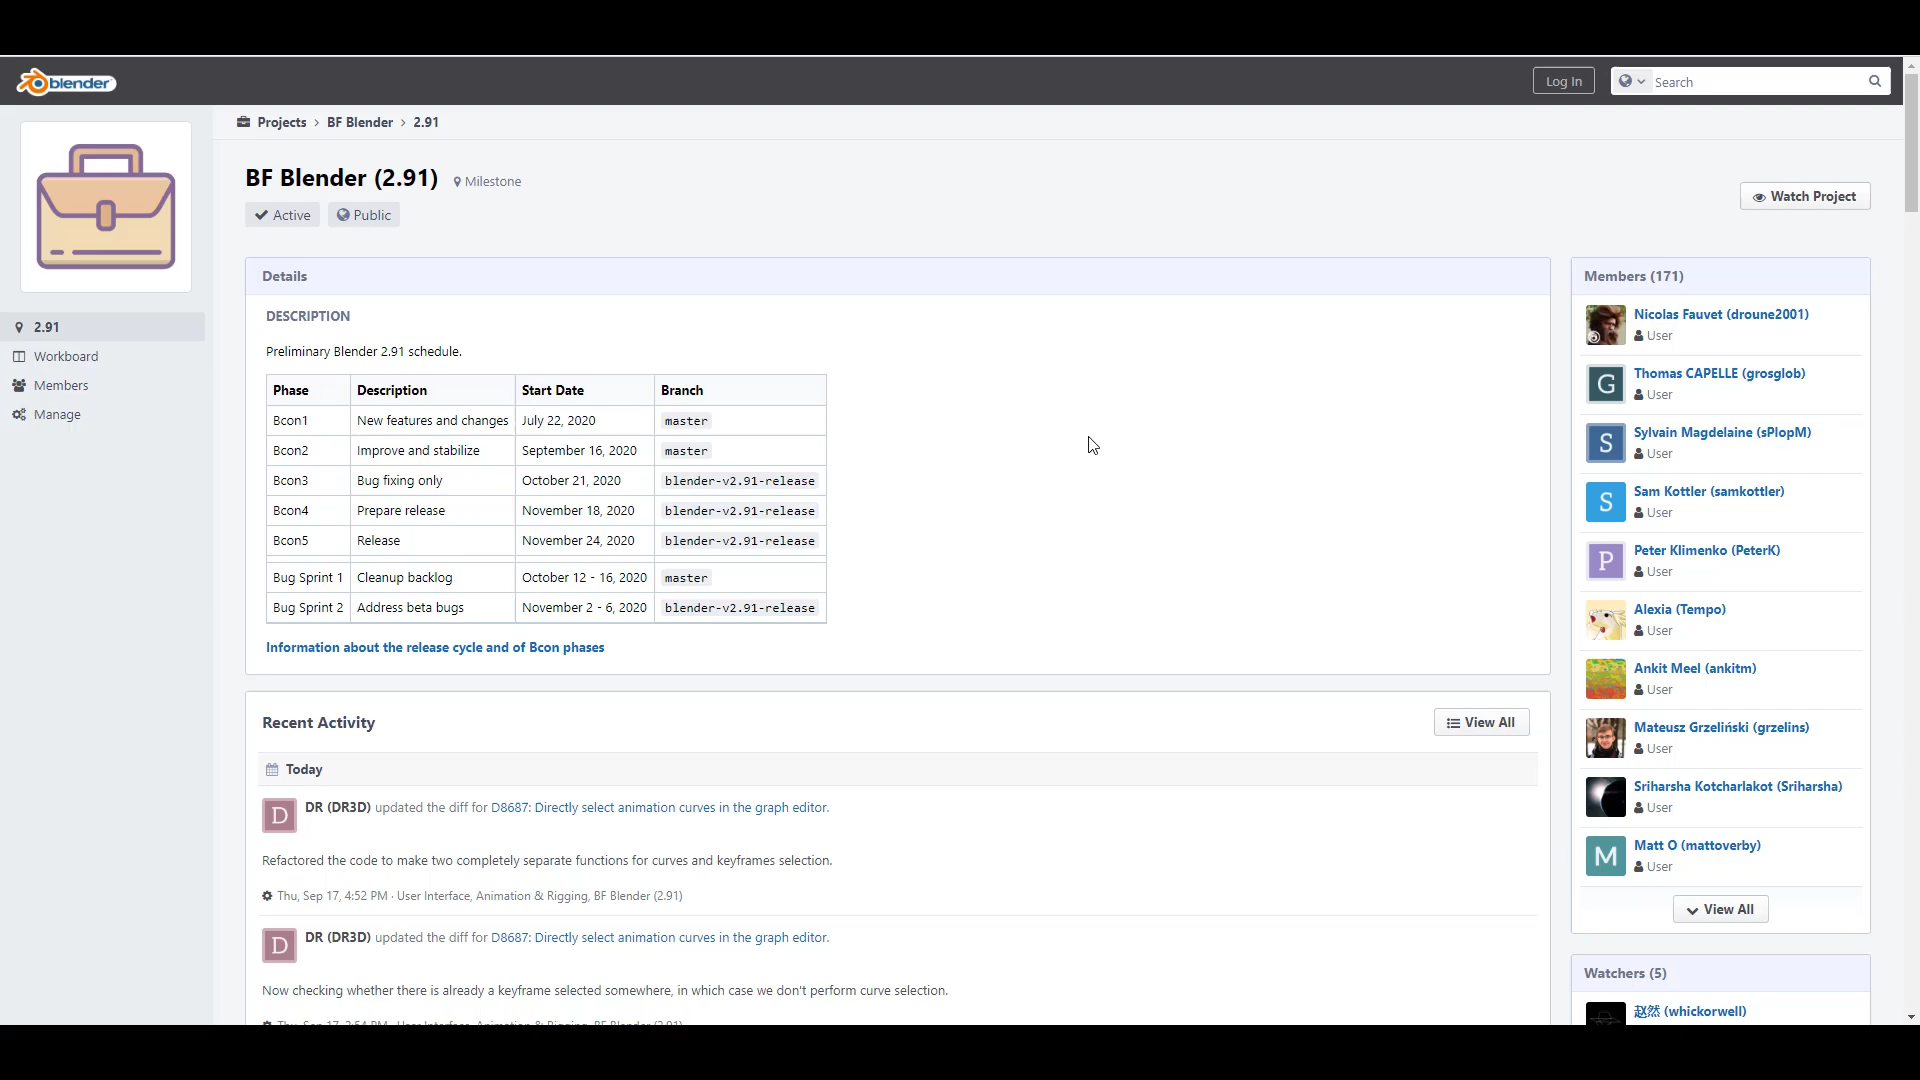 blender
Log In
Search
Projects > BF Blender > 2.91
BF Blender (2.91) Milestone
Active Public
Watch Project
2.91
Workboard
Members
Manage
Details
DESCRIPTION
Preliminary Blender 2.91 schedule.
Phase Description Start Date Branch
Bcon1 New features and changes July 22, 2020 master
Bcon2 Improve and stabilize September 16, 2020 master
Bcon3 Bug fixing only October 21, 2020 blender-v2.91-release
Bcon4 Prepare release November 18, 2020 blender-v2.91-release
Bcon5 Release November 24, 2020 blender-v2.91-release
Bug Sprint 1 Cleanup backlog October 12 - 16, 2020 master
Bug Sprint 2 Address beta bugs November 2 - 6, 2020 blender-v2.91-release
Information about the release cycle and of Bcon phases
Recent Activity
View All
Today
D
DR (DR3D) updated the diff for D8687: Directly select animation curves in the graph editor.
Refactored the code to make two completely separate functions for curves and keyframes selection.
Thu, Sep 17, 4:52 PM · User Interface, Animation & Rigging, BF Blender (2.91)
D
DR (DR3D) updated the diff for D8687: Directly select animation curves in the graph editor.
Now checking whether there is already a keyframe selected somewhere, in which case we don't perform curve selection.
Members (171)
Nicolas Fauvet (droune2001)
User
G
Thomas CAPELLE (grosglob)
User
S
Sylvain Magdelaine (sPlopM)
User
S
Sam Kottler (samkottler)
User
P
Peter Klimenko (PeterK)
User
Alexia (Tempo)
User
Ankit Meel (ankitm)
User
Mateusz Grzeliński (grzelins)
User
Sriharsha Kotcharlakot (Sriharsha)
User
M
Matt O (mattoverby)
User
View All
Watchers (5)
赵然 (whickorwell)